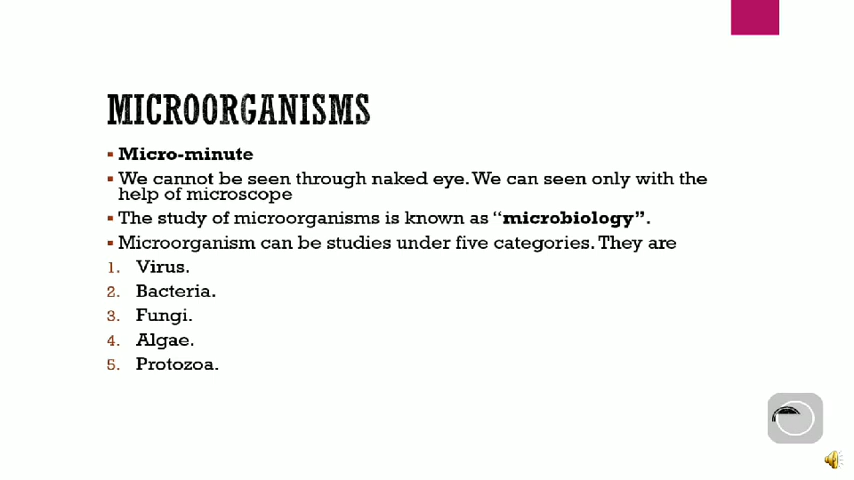 MICROORGANISMS
▪ Micro-minute
▪ We cannot be seen through naked eye. We can seen only with the
help of microscope
▪ The study of microorganisms is known as “microbiology”.
▪ Microorganism can be studies under five categories. They are
1. Virus.
2. Bacteria.
3. Fungi.
4. Algae.
5. Protozoa.